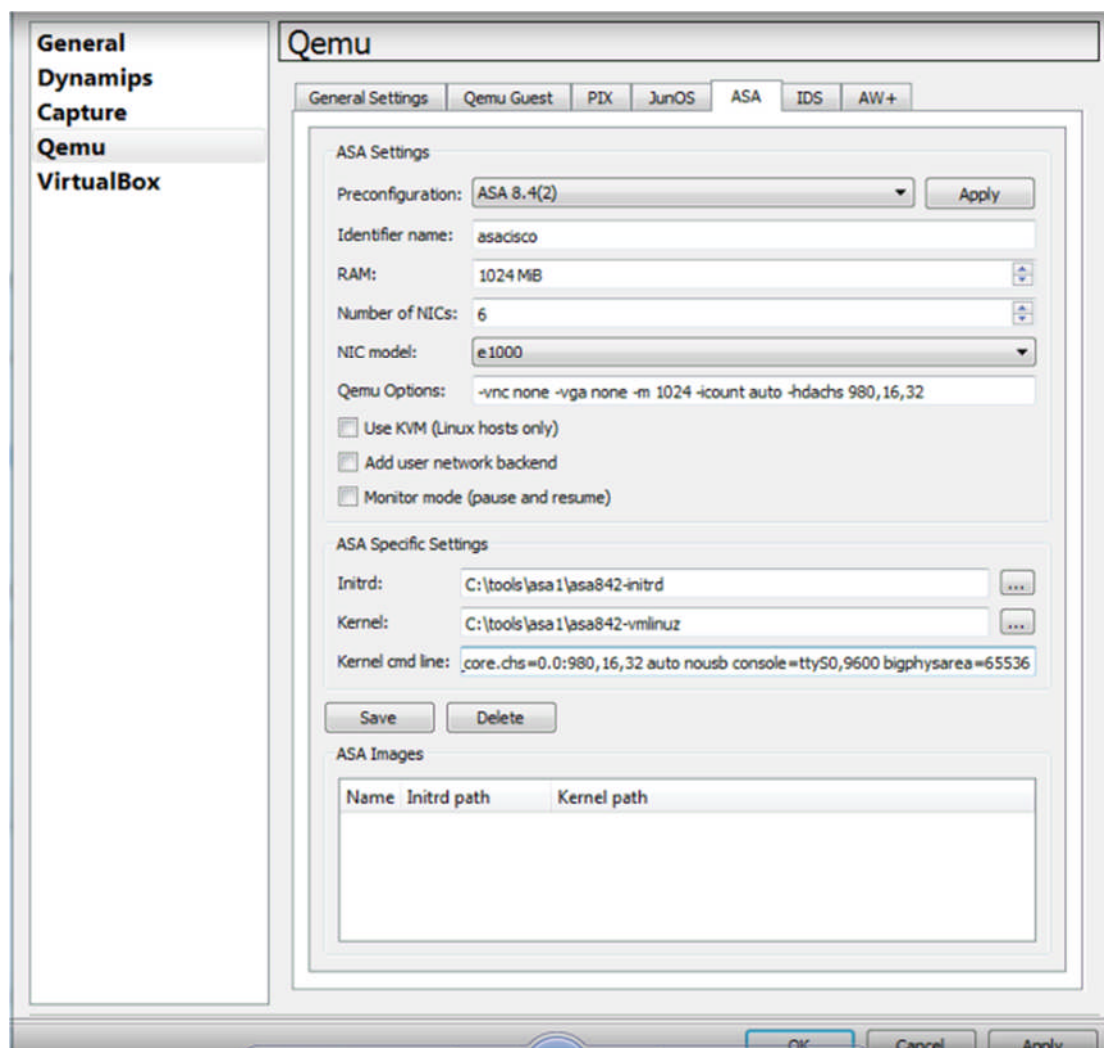 General
Dynamips
Capture
Qemu
VirtualBox
Qemu
General Settings Qemu Guest PIX JunOS ASA IDS AW+
ASA Settings
Preconfiguration: ASA 8.4(2) Apply
Identifier name: asacisco
RAM: 1024 MiB
Number of NICs: 6
NIC model: e1000
Qemu Options: -vnc none -vga none -m 1024 -icount auto -hdachs 980,16,32
Use KVM (Linux hosts only)
Add user network backend
Monitor mode (pause and resume)
ASA Specific Settings
Initrd: C:\tools\asa1\asa842-initrd ...
Kernel: C:\tools\asa1\asa842-vmlinuz ...
Kernel cmd line: _core.chs=0.0:980,16,32 auto nousb console=ttyS0,9600 bigphysarea=65536
Save Delete
ASA Images
Name Initrd path Kernel path
OK Cancel Apply